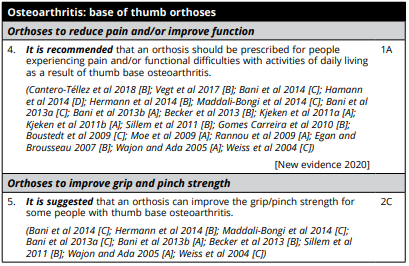 Osteoarthritis: base of thumb orthoses
Orthoses to reduce pain and/or improve function
4. It is recommended that an orthosis should be prescribed for people 1A
experiencing pain and/or functional difficulties with activities of daily living
as a result of thumb base osteoarthritis.
(Cantero-Téllez et al 2018 [B]; Vegt et al 2017 [B]; Bani et al 2014 [C]; Hamann
et al 2014 [D]; Hermann et al 2014 [B]; Maddali-Bongi et al 2014 [C]; Bani et al
2013a [C]; Bani et al 2013b [A]; Becker et al 2013 [B]; Kjeken et al 2011a [A];
Kjeken et al 2011b [A]; Sillem et al 2011 [B]; Gomes Carreira et al 2010 [B];
Boustedt et al 2009 [C]; Moe et al 2009 [A]; Rannou et al 2009 [A]; Egan and
Brousseau 2007 [B]; Wajon and Ada 2005 [A]; Weiss et al 2004 [C])
[New evidence 2020]
Orthoses to improve grip and pinch strength
5. It is suggested that an orthosis can improve the grip/pinch strength for 2C
some people with thumb base osteoarthritis.
(Bani et al 2014 [C]; Hermann et al 2014 [B]; Maddali-Bongi et al 2014 [C];
Bani et al 2013a [C]; Bani et al 2013b [A]; Becker et al 2013 [B]; Sillem et al
2011 [B]; Wajon and Ada 2005 [A]; Weiss et al 2004 [C])